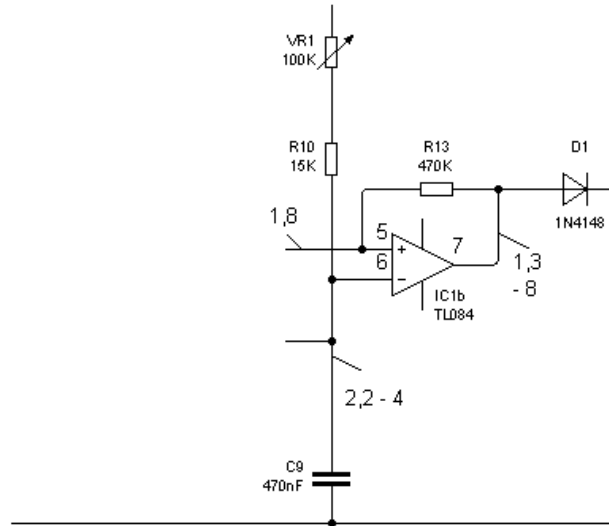 VR1
100K
R10
15K
R13
470K
D1
1N4148
1,8
5
6
7
+
-
IC1b
TL084
1,3
- 8
2,2 - 4
C9
470nF